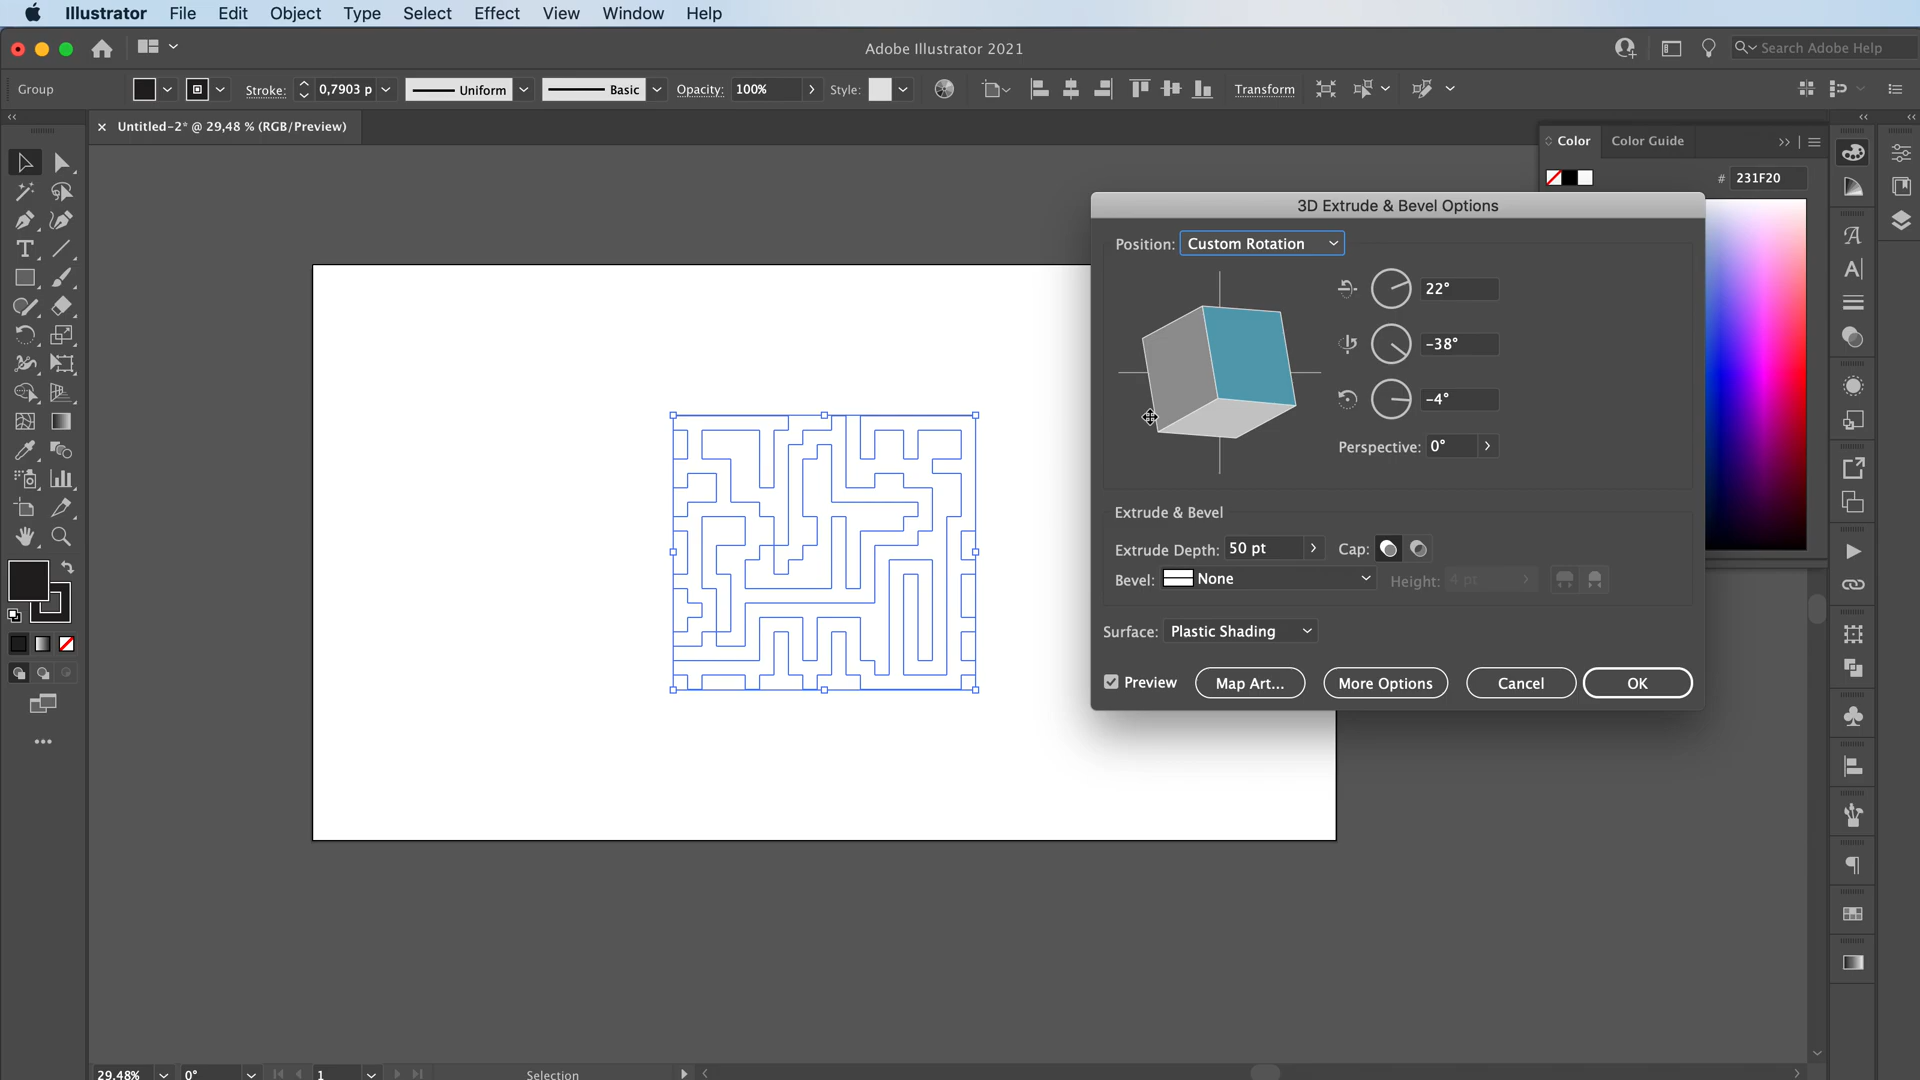 Illustrator File Edit Object Type Select Effect View Window Help
Adobe Illustrator 2021
Search Adobe Help
Group
Stroke: 0,7903 p
Uniform
Basic
Opacity: 100%
Style:
Transform
× Untitled-2* @ 29,48 % (RGB/Preview)
Color Color Guide
# 231F20
3D Extrude & Bevel Options
Position: Custom Rotation
22°
-38°
-4°
Perspective: 0°
Extrude & Bevel
Extrude Depth: 50 pt Cap:
Bevel: None Height: 4 pt
Surface: Plastic Shading
Preview Map Art... More Options Cancel OK
29,48% 0° 1 Selection